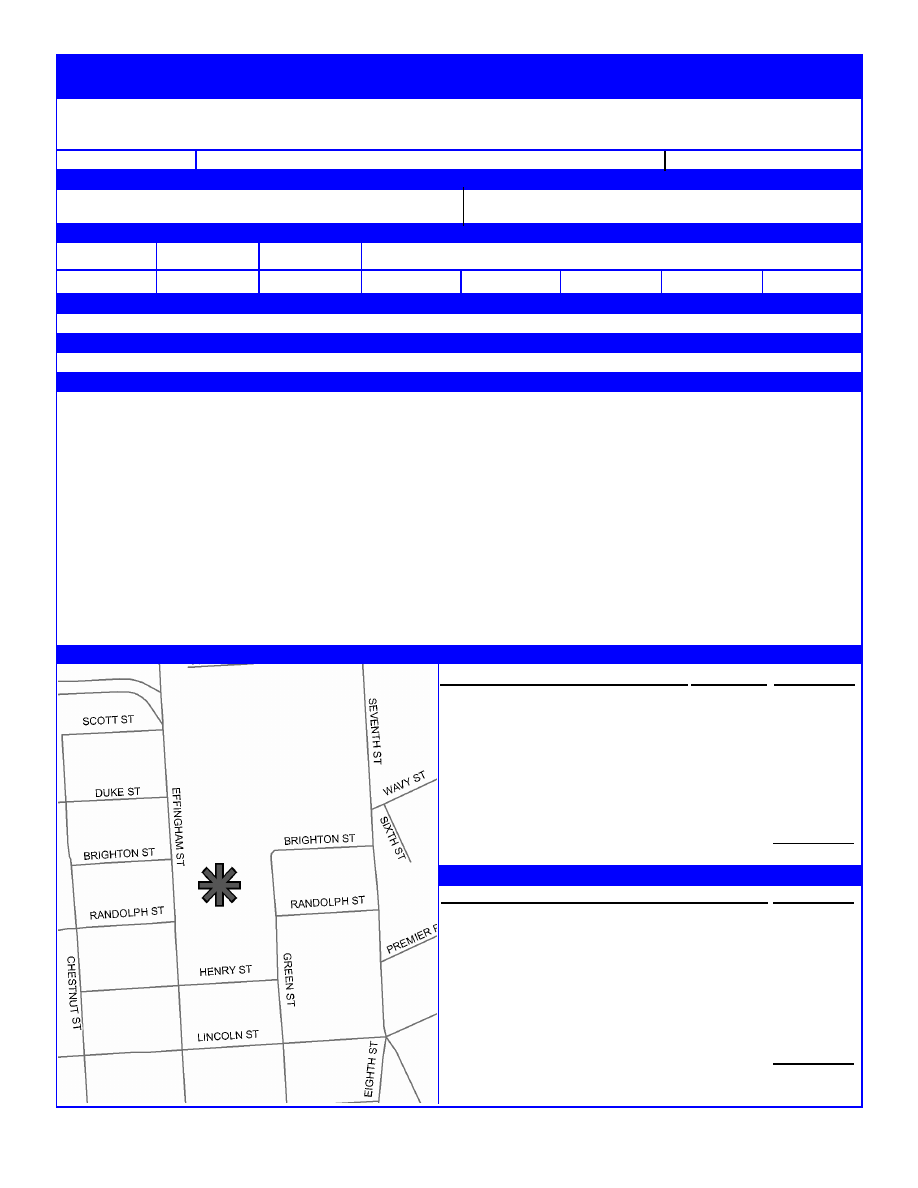 SCOTT ST
SEVENTH ST
WAVY ST
DUKE ST
EFFINGHAM ST
SIXTH ST
BRIGHTON ST
BRIGHTON ST
RANDOLPH ST
RANDOLPH ST
PREMIER
CHESTNUT ST
HENRY ST
GREEN ST
LINCOLN ST
EIGHTH ST